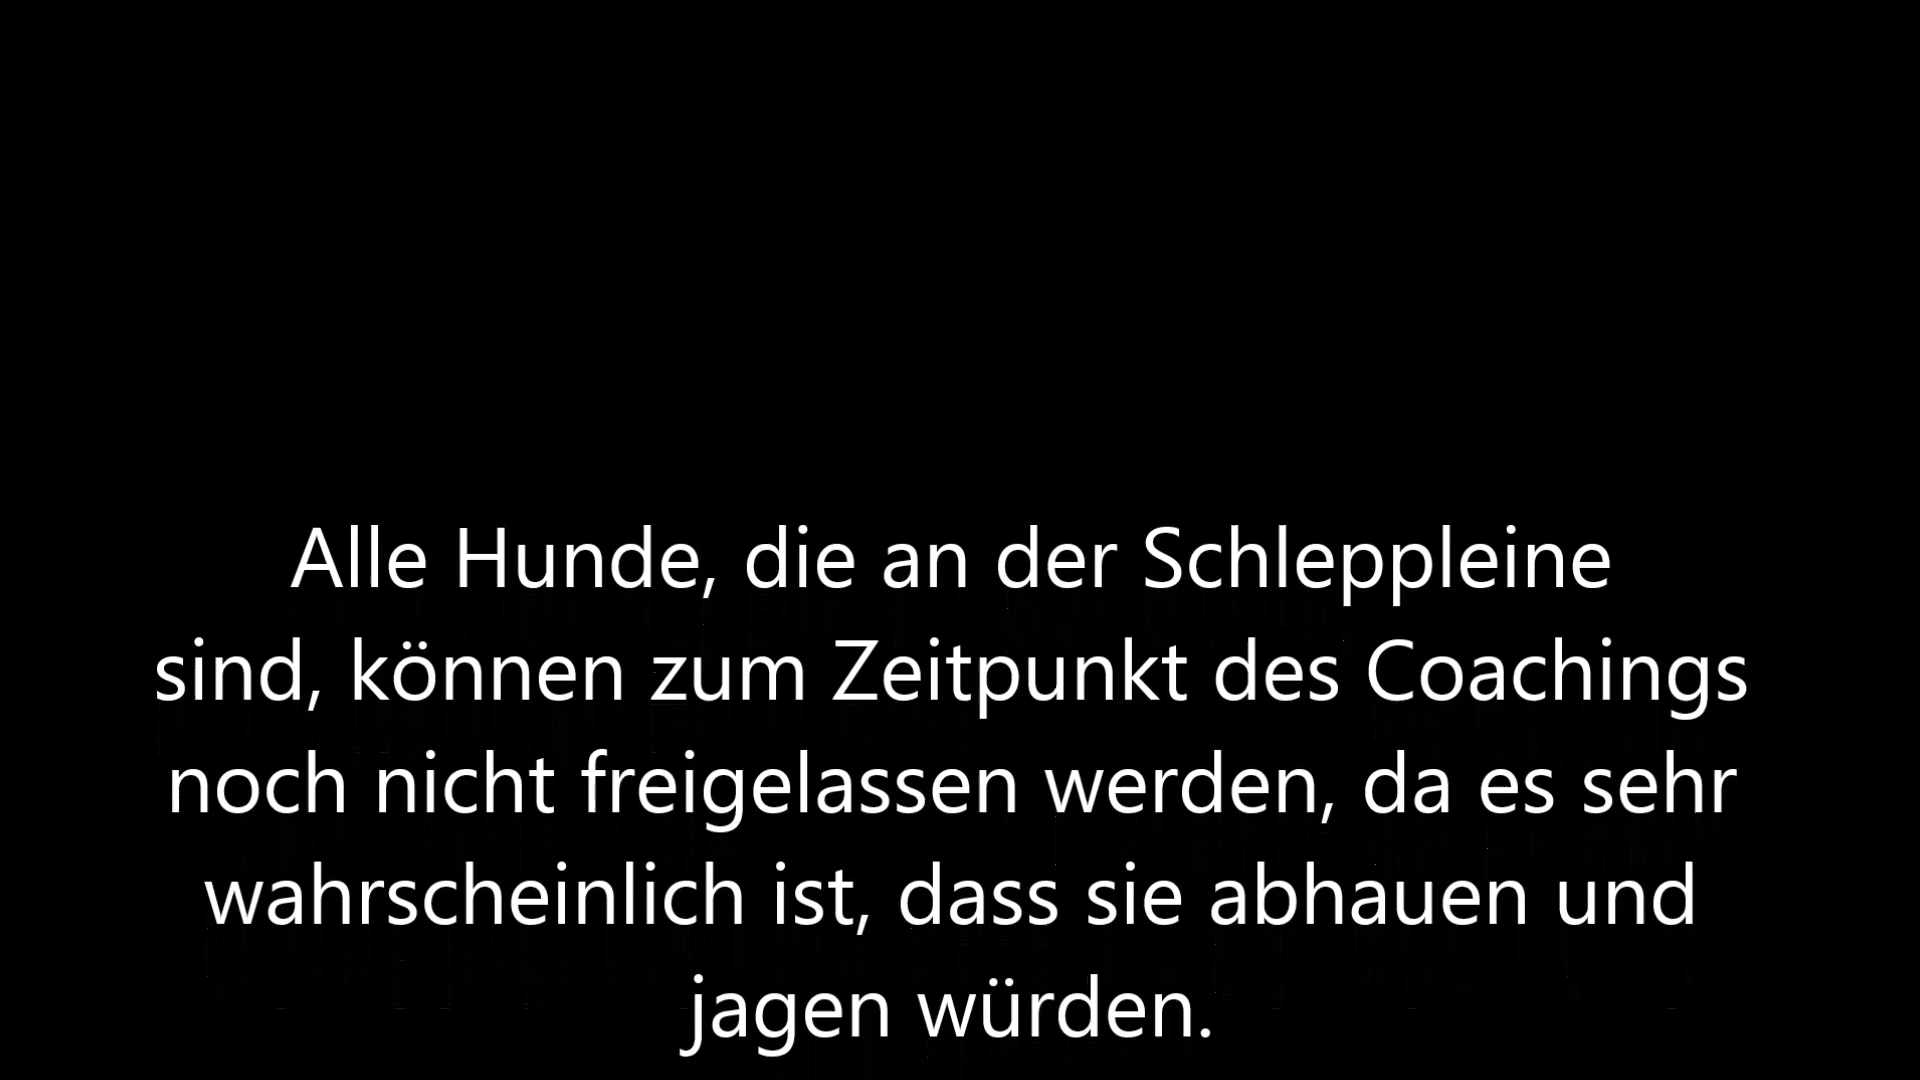 Alle Hunde, die an der Schleppleine
sind, können zum Zeitpunkt des Coachings
noch nicht freigelassen werden, da es sehr
wahrscheinlich ist, dass sie abhauen und
jagen würden.